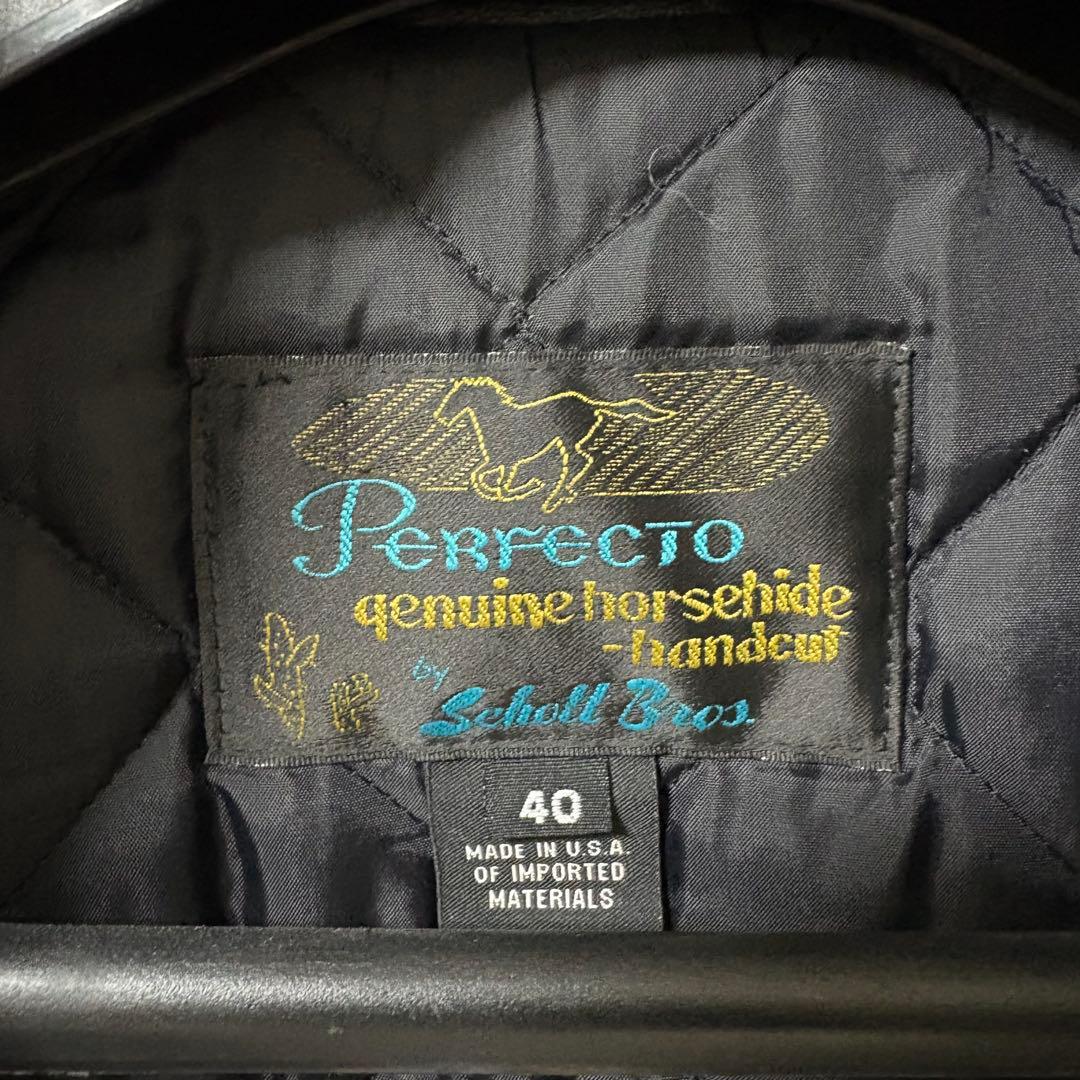 PERFECTO
genuine horsehide
-handcut
by
Schott Bros.
40
MADE IN U.S.A.
OF IMPORTED
MATERIALS